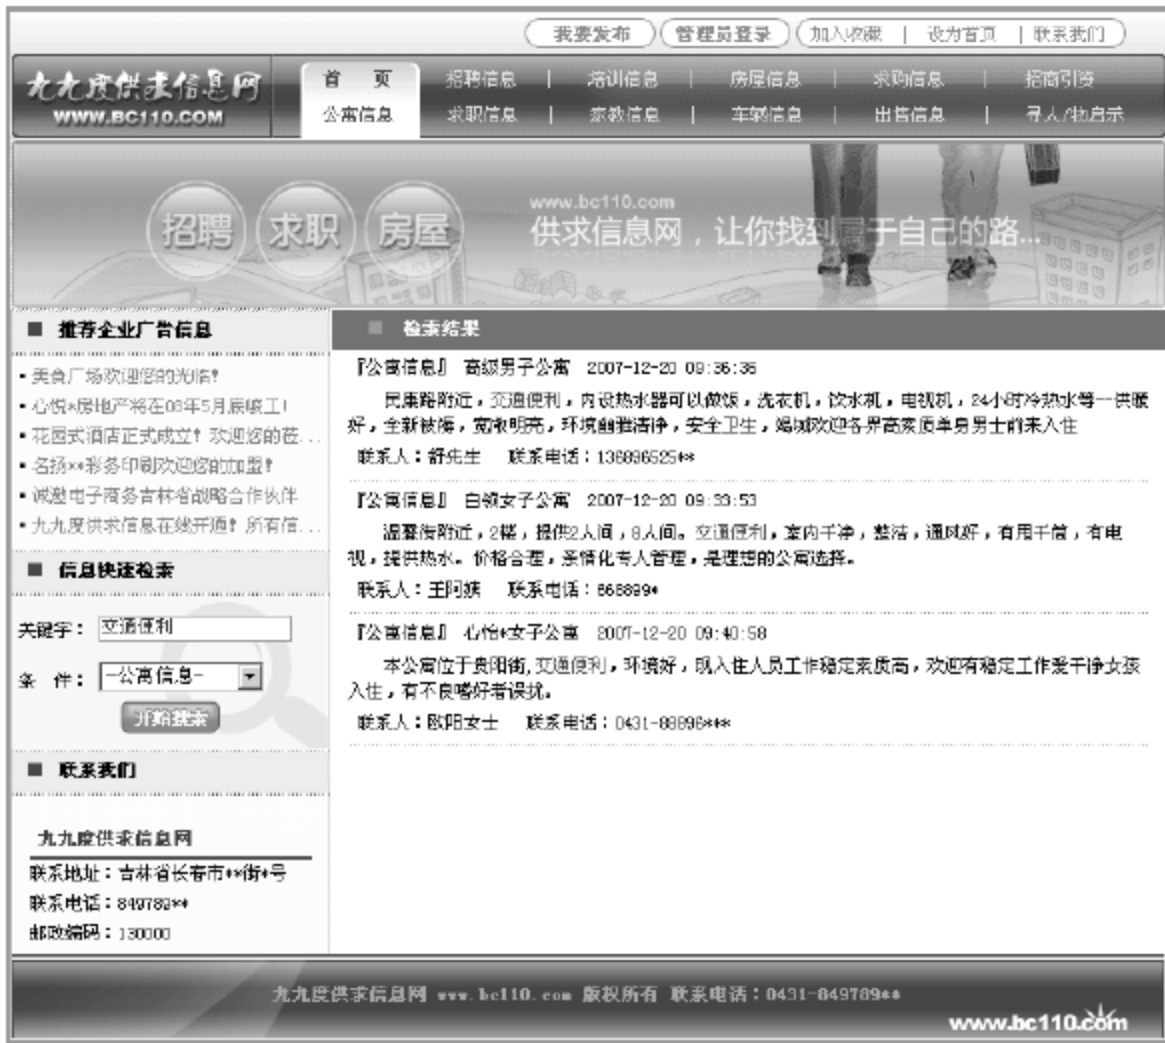 我要发布 管理员登录 加入收藏 | 设为首页 | 联系我们
九九度供求信息网
WWW.BC110.COM
首 页 招聘信息 | 培训信息 | 房屋信息 | 求购信息 | 招商引资
公寓信息 求职信息 | 家教信息 | 车辆信息 | 出售信息 | 寻人/物启示
www.bc110.com
招聘 求职 房屋 供求信息网，让你找到属于自己的路...
■ 推荐企业广告信息
美食广场欢迎您的光临！
心悦*房地产将在08年5月底竣工！
花园式酒店正式成立！欢迎您的莅...
名扬**彩务印刷欢迎您的加盟！
诚邀电子商务吉林省战略合作伙伴
九九度供求信息在线开通！所有信...
■ 信息快速检索
关键字： 交通便利
条 件： -公寓信息-
开始搜索
■ 联系我们
九九度供求信息网
联系地址：吉林省长春市**街*号
联系电话：849789**
邮政编码：130000
■ 检索结果
『公寓信息』 高级男子公寓 2007-12-20 09:36:36
民康路附近，交通便利，内设热水器可以做饭，洗衣机，饮水机，电视机，24小时冷热水等--供暖
好，全新被褥，宽敞明亮，环境幽雅洁净，安全卫生，竭诚欢迎各界高素质单身男士前来入住
联系人：舒先生 联系电话：136896525**
『公寓信息』 白领女子公寓 2007-12-20 09:33:53
温馨街附近，2楼，提供2人间，8人间。交通便利，室内干净，整洁，通风好，有甩干筒，有电
视，提供热水。价格合理，亲情化专人管理，是理想的公寓选择。
联系人：王阿姨 联系电话：668899*
『公寓信息』 心怡*女子公寓 2007-12-20 09:40:58
本公寓位于贵阳街,交通便利，环境好，现入住人员工作稳定素质高，欢迎有稳定工作爱干净女孩
入住，有不良嗜好者误扰。
联系人：欧阳女士 联系电话：0431-88896***
九九度供求信息网 www.bc110.com 版权所有 联系电话：0431-849789**
www.bc110.com